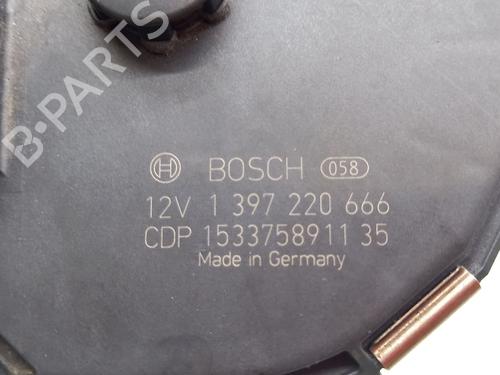 B-PARTS
BOSCH 058
12V 1 397 220 666
CDP 1533758911 35
Made in Germany